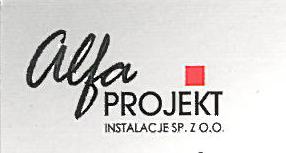 Alfa
PROJEKT
INSTALACJE SP. Z O.O.